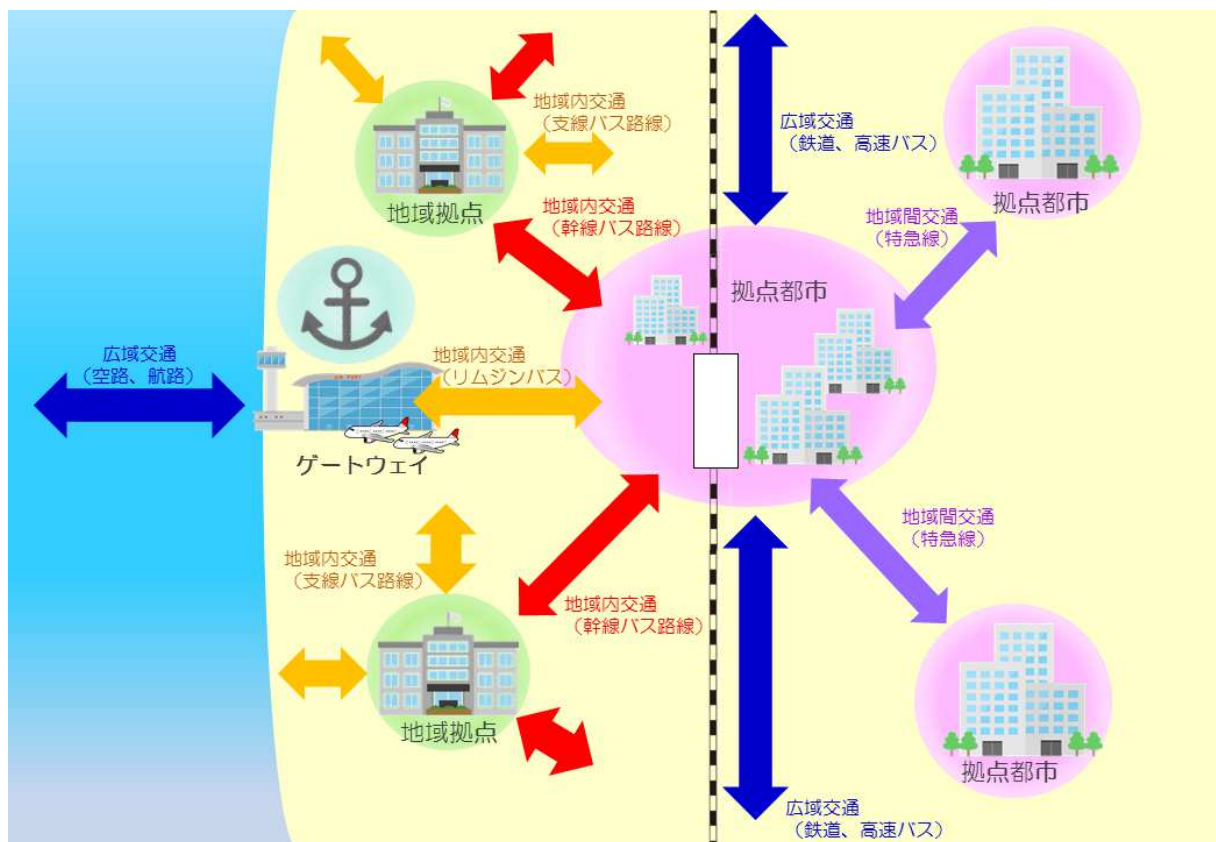 地域内交通
（支線バス路線）
広域交通
（鉄道、高速バス）
拠点都市
地域拠点
地域内交通
（幹線バス路線）
地域間交通
（特急線）
拠点都市
広域交通
（空路、航路）
地域内交通
（リムジンバス）
AIR PORT
ゲートウェイ
地域間交通
（特急線）
地域内交通
（支線バス路線）
地域内交通
（幹線バス路線）
地域拠点
拠点都市
広域交通
（鉄道、高速バス）